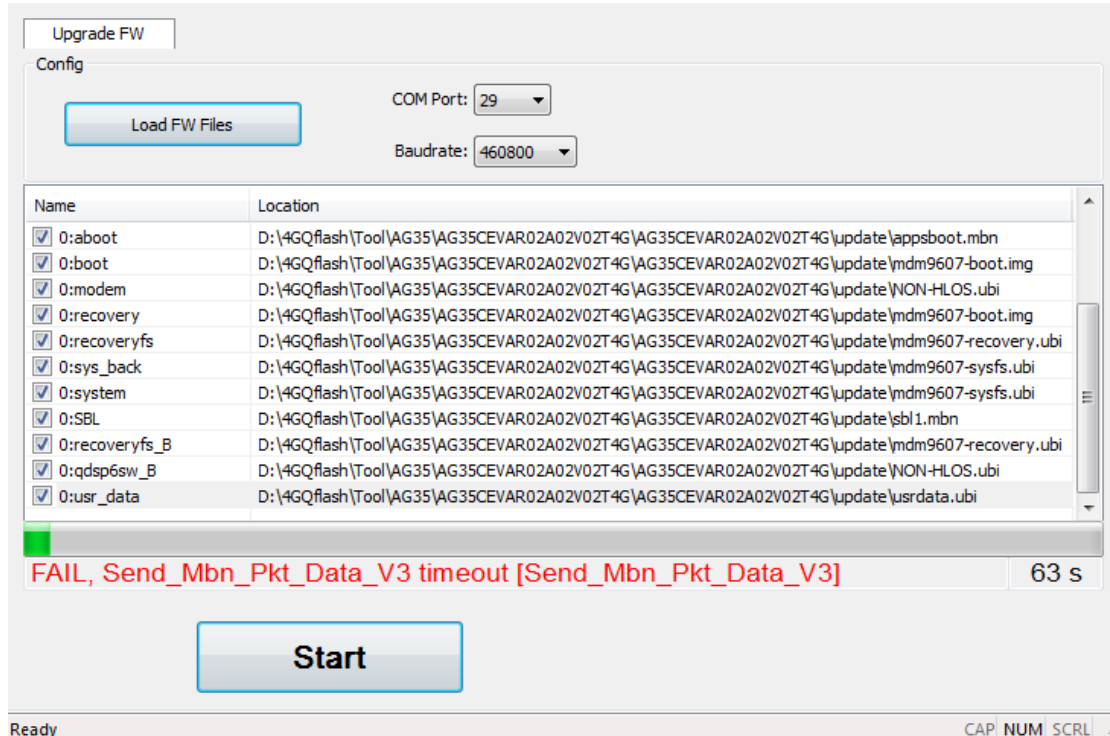 Upgrade FW
Config
Load FW Files
COM Port: 29
Baudrate: 460800
Name Location
0:aboot D:\4GQflash\Tool\AG35\AG35CEVAR02A02V02T4G\AG35CEVAR02A02V02T4G\update\appsboot.mbn
0:boot D:\4GQflash\Tool\AG35\AG35CEVAR02A02V02T4G\AG35CEVAR02A02V02T4G\update\mdm9607-boot.img
0:modem D:\4GQflash\Tool\AG35\AG35CEVAR02A02V02T4G\AG35CEVAR02A02V02T4G\update\NON-HLOS.ubi
0:recovery D:\4GQflash\Tool\AG35\AG35CEVAR02A02V02T4G\AG35CEVAR02A02V02T4G\update\mdm9607-boot.img
0:recoveryfs D:\4GQflash\Tool\AG35\AG35CEVAR02A02V02T4G\AG35CEVAR02A02V02T4G\update\mdm9607-recovery.ubi
0:sys_back D:\4GQflash\Tool\AG35\AG35CEVAR02A02V02T4G\AG35CEVAR02A02V02T4G\update\mdm9607-sysfs.ubi
0:system D:\4GQflash\Tool\AG35\AG35CEVAR02A02V02T4G\AG35CEVAR02A02V02T4G\update\mdm9607-sysfs.ubi
0:SBL D:\4GQflash\Tool\AG35\AG35CEVAR02A02V02T4G\AG35CEVAR02A02V02T4G\update\sbl1.mbn
0:recoveryfs_B D:\4GQflash\Tool\AG35\AG35CEVAR02A02V02T4G\AG35CEVAR02A02V02T4G\update\mdm9607-recovery.ubi
0:qdsp6sw_B D:\4GQflash\Tool\AG35\AG35CEVAR02A02V02T4G\AG35CEVAR02A02V02T4G\update\NON-HLOS.ubi
0:usr_data D:\4GQflash\Tool\AG35\AG35CEVAR02A02V02T4G\AG35CEVAR02A02V02T4G\update\usrdata.ubi
FAIL, Send_Mbn_Pkt_Data_V3 timeout [Send_Mbn_Pkt_Data_V3] 63 s
Start
Ready CAP NUM SCRL